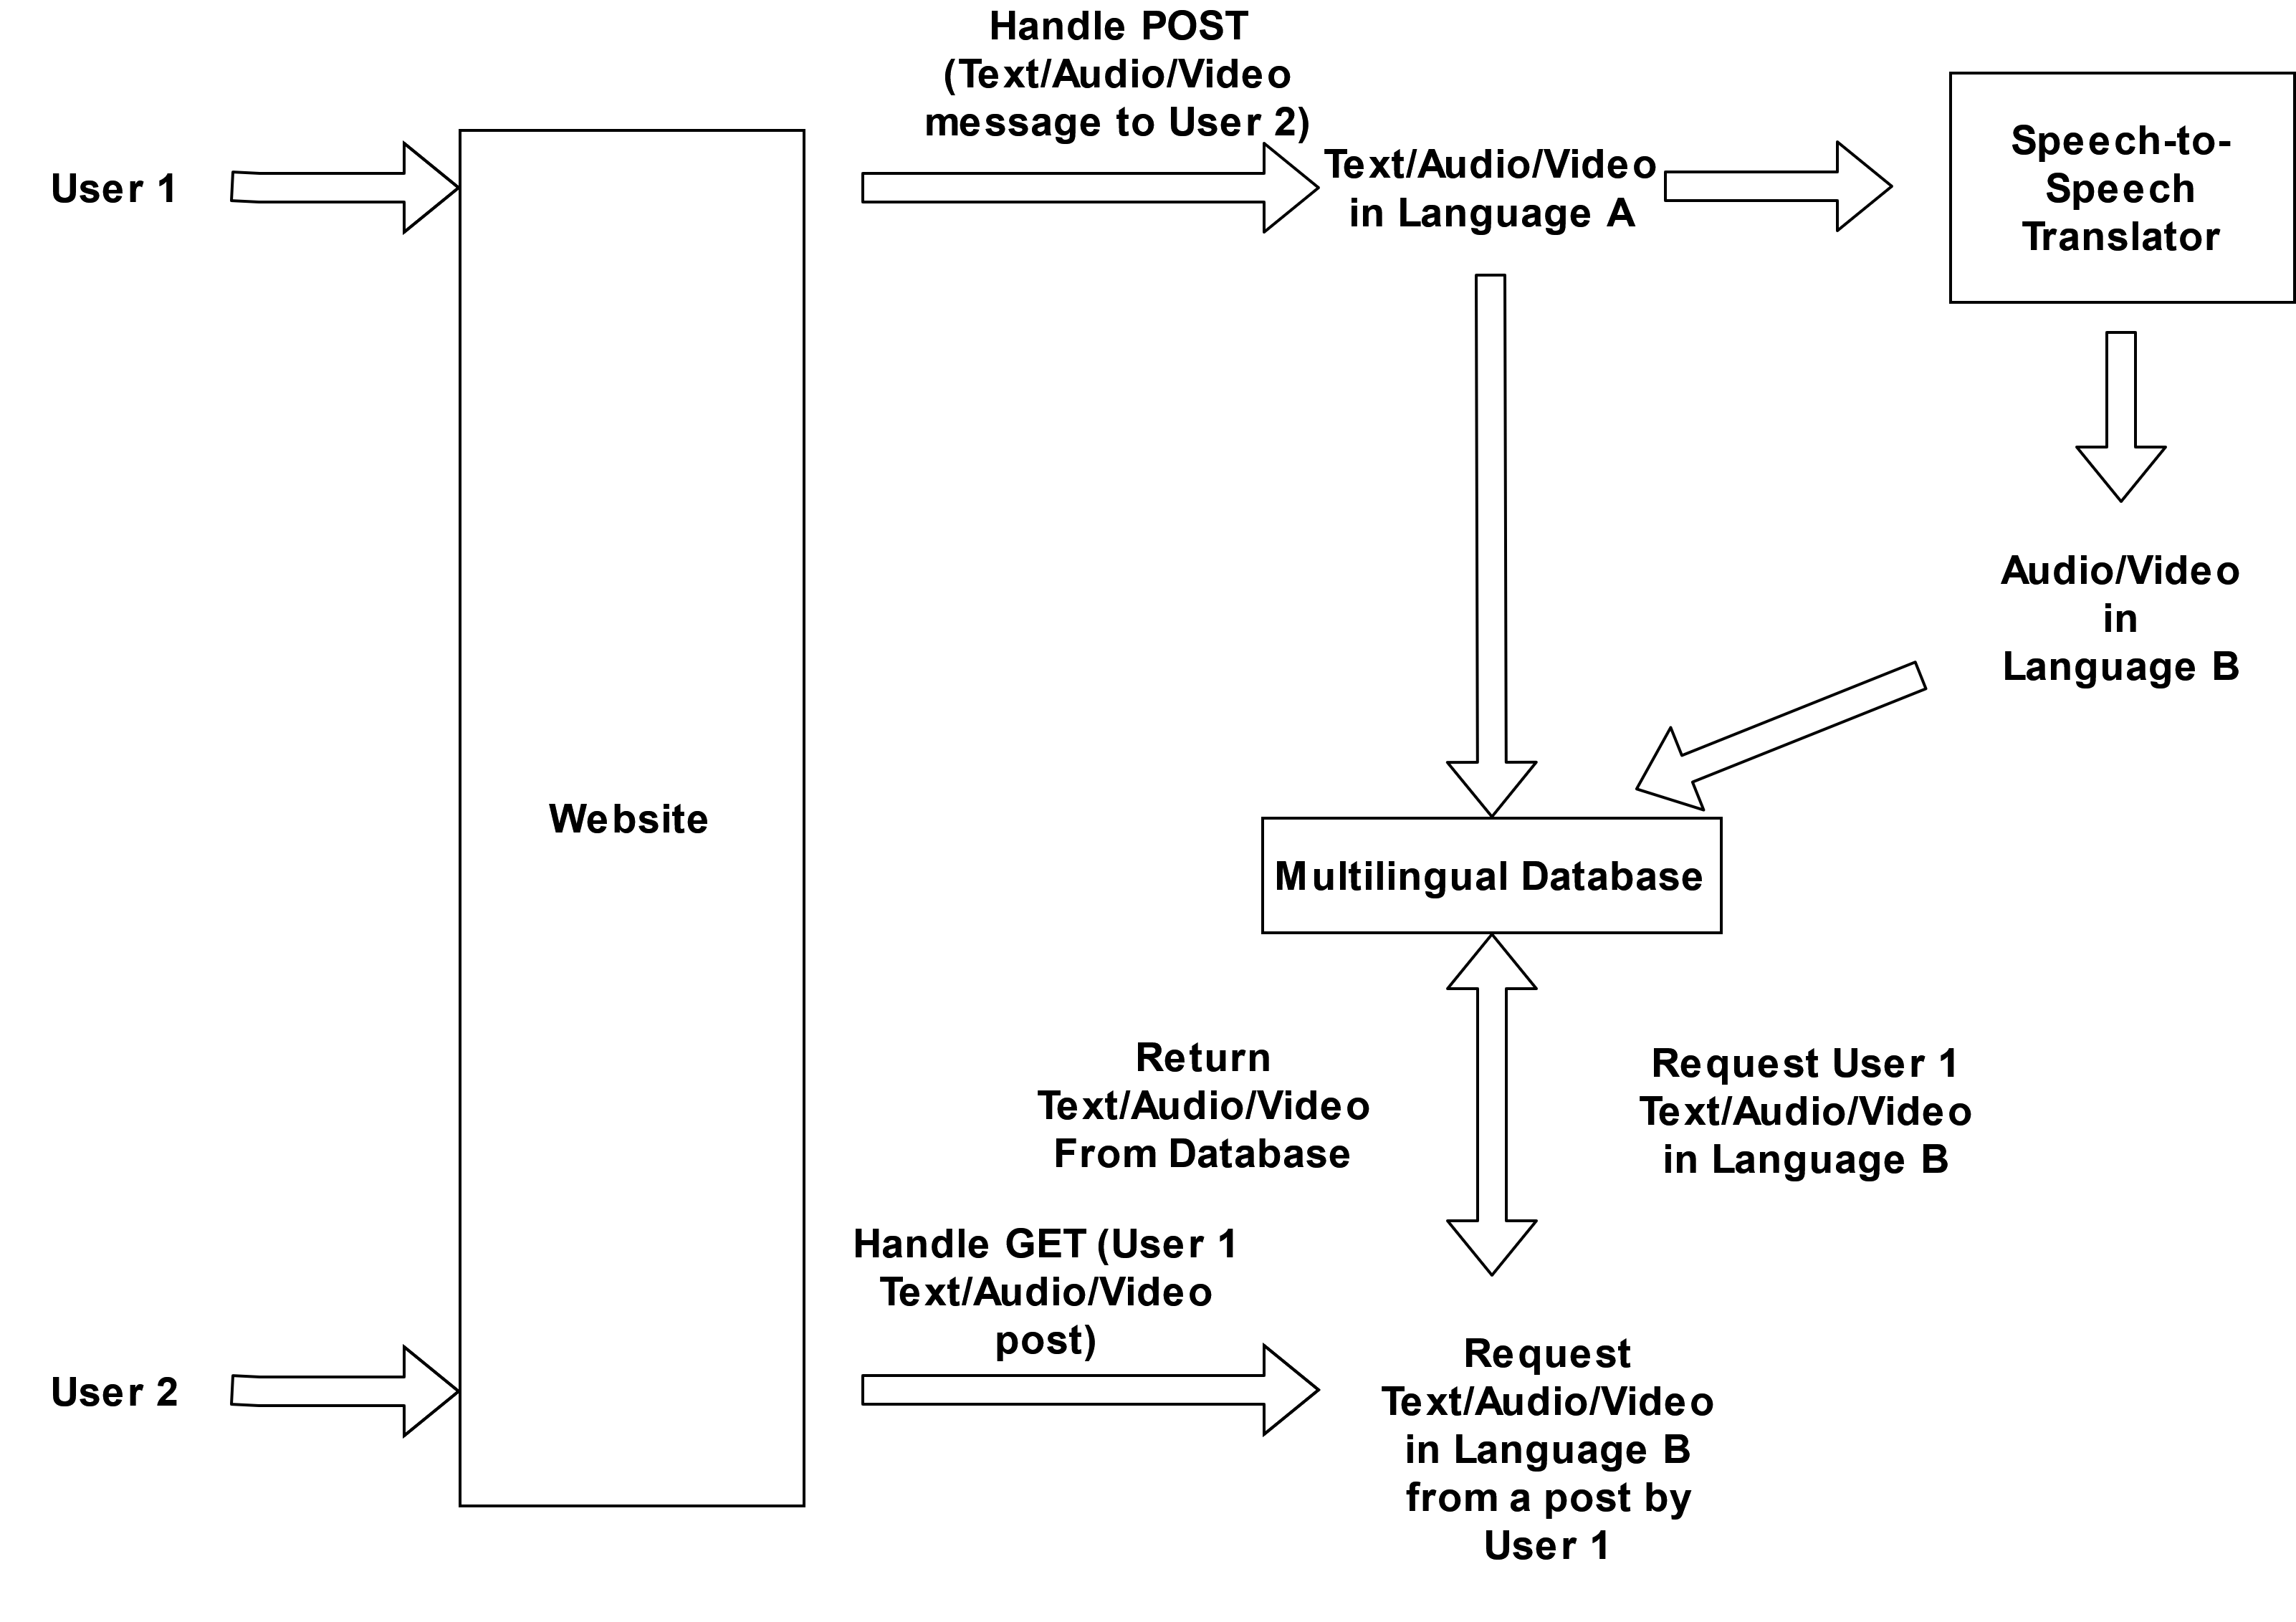 Handle POST
(Text/Audio/Video
message to User 2)
User 1
Text/Audio/Video
in Language A
Speech-to-
Speech
Translator
Audio/Video
in
Language B
Website
Multilingual Database
Return
Text/Audio/Video
From Database
Request User 1
Text/Audio/Video
in Language B
Handle GET (User 1
Text/Audio/Video
post)
User 2
Request
Text/Audio/Video
in Language B
from a post by
User 1